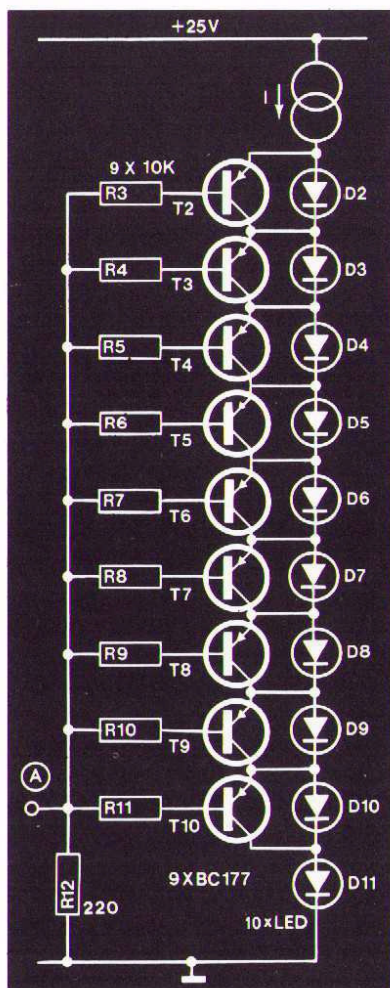 +25V
I
9 X 10K
R3
T2
D2
R4
T3
D3
R5
T4
D4
R6
T5
D5
R7
T6
D6
R8
T7
D7
R9
T8
D8
R10
T9
D9
A
R11
T10
D10
R12
220
9XBC177
D11
10xLED